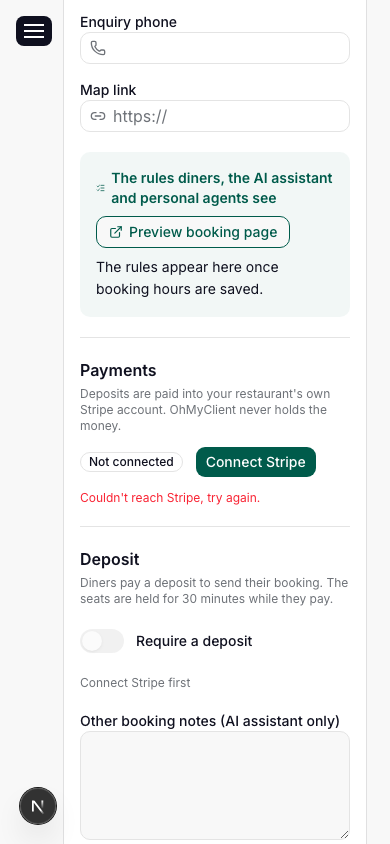 Enquiry phone
Map link
https://
The rules diners, the AI assistant
and personal agents see
Preview booking page
The rules appear here once
booking hours are saved.
Payments
Deposits are paid into your restaurant's own
Stripe account. OhMyClient never holds the
money.
Not connected
Connect Stripe
Couldn't reach Stripe, try again.
Deposit
Diners pay a deposit to send their booking. The
seats are held for 30 minutes while they pay.
Require a deposit
Connect Stripe first
Other booking notes (AI assistant only)
N